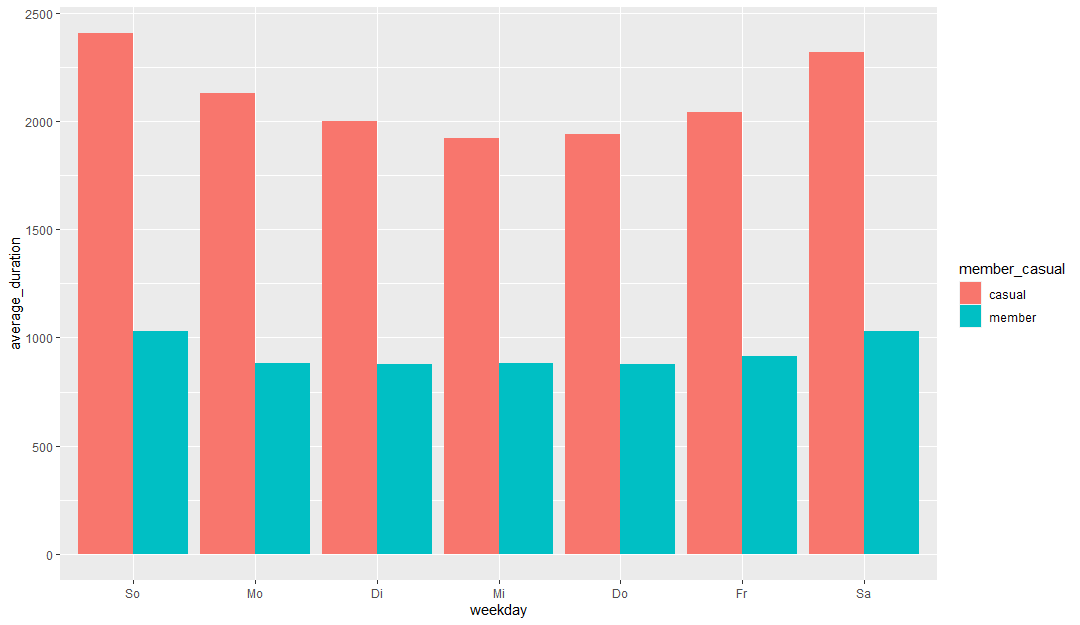 2500
2000
1500
1000
500
0
average_duration
So Mo Di Mi Do Fr Sa
weekday
member_casual
casual
member